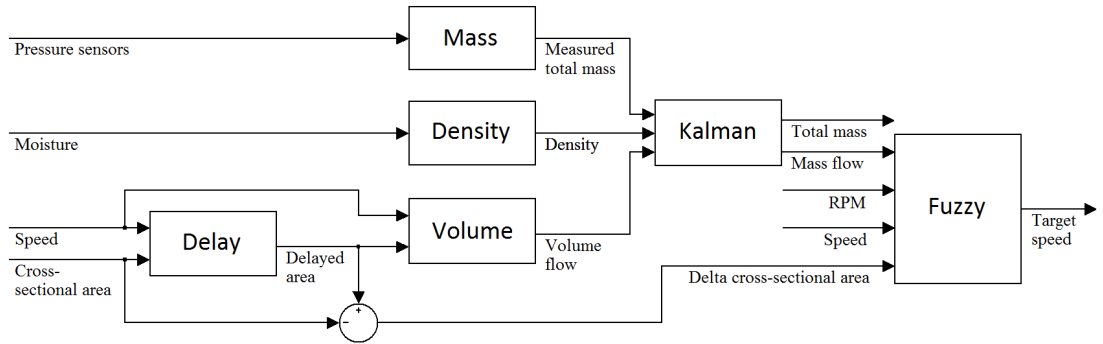 Mass
Pressure sensors
Measured
total mass
Density
Kalman
Moisture
Density
Total mass
Mass flow
RPM
Fuzzy
Speed
Delay
Volume
Speed
Target
speed
Cross-
sectional area
Delayed
area
Volume
flow
Delta cross-sectional area
+
−